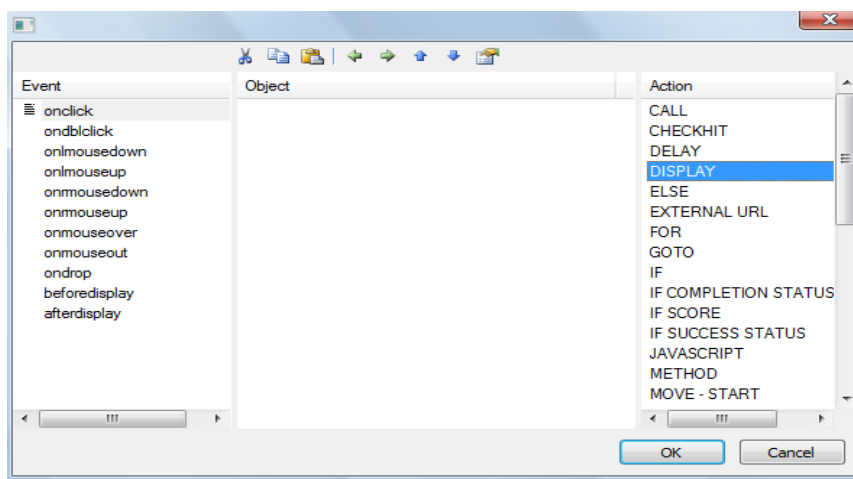 Event
Object
Action
onclick
ondblclick
onlmousedown
onlmouseup
onrmousedown
onrmouseup
onmouseover
onmouseout
ondrop
beforedisplay
afterdisplay
CALL
CHECKHIT
DELAY
DISPLAY
ELSE
EXTERNAL URL
FOR
GOTO
IF
IF COMPLETION STATUS
IF SCORE
IF SUCCESS STATUS
JAVASCRIPT
METHOD
MOVE - START
OK
Cancel